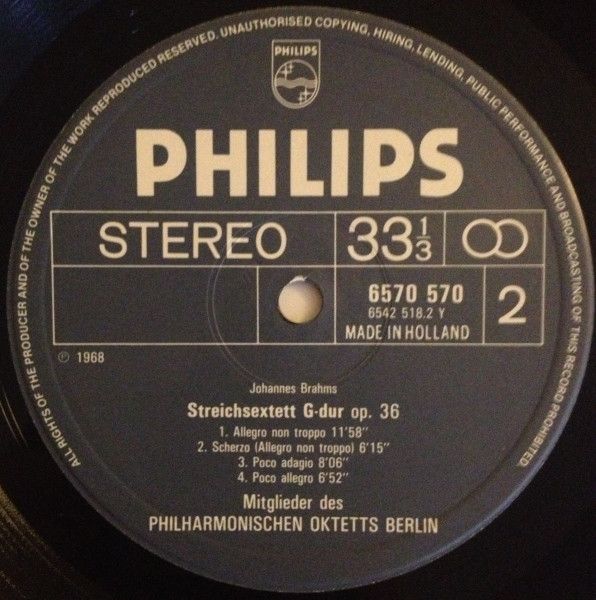 ALL RIGHTS OF THE PRODUCER AND OF THE OWNER OF THE WORK REPRODUCED RESERVED. UNAUTHORISED COPYING, HIRING, LENDING, PUBLIC PERFORMANCE AND BROADCASTING OF THIS RECORD PROHIBITED.
PHILIPS
PHILIPS
STEREO
33 1/3
6570 570
6542 518.2 Y
MADE IN HOLLAND
2
℗ 1968
Johannes Brahms
Streichsextett G-dur op. 36
1. Allegro non troppo 11'58"
2. Scherzo (Allegro non troppo) 6'15"
3. Poco adagio 8'06"
4. Poco allegro 6'52"
Mitglieder des
PHILHARMONISCHEN OKTETTS BERLIN